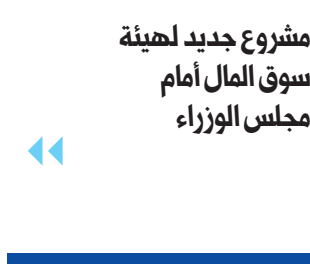 مشروع جديد لهيئة
سوق المال أمام
مجلس الوزراء